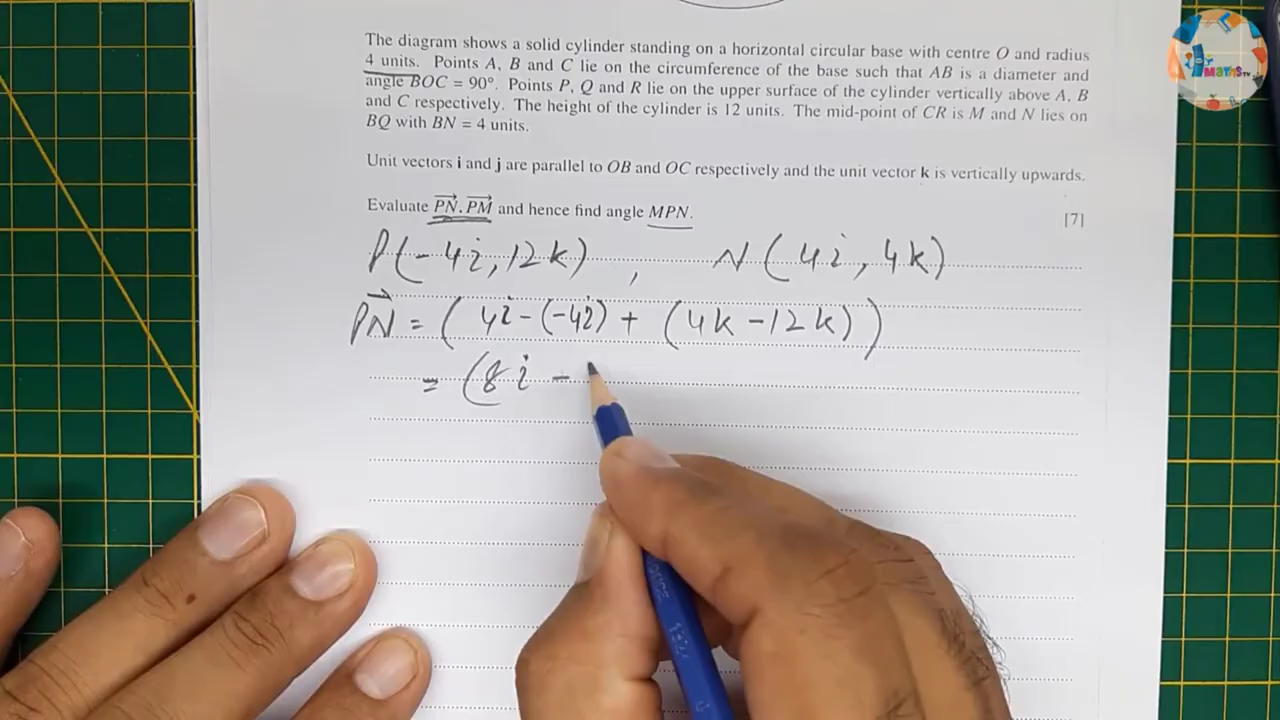 The diagram shows a solid cylinder standing on a horizontal circular base with centre O and radius
4 units. Points A, B and C lie on the circumference of the base such that AB is a diameter and
angle BOC = 90°. Points P, Q and R lie on the upper surface of the cylinder vertically above A, B
and C respectively. The height of the cylinder is 12 units. The mid-point of CR is M and N lies on
BQ with BN = 4 units.
Unit vectors i and j are parallel to OB and OC respectively and the unit vector k is vertically upwards.
Evaluate PN⃗.PM⃗ and hence find angle MPN. [7]
P(-4i, 12k) , N(4i, 4k)
PN⃗ = (4i - (-4i) + (4k - 12k))
= (8i -
MATHS TV